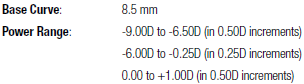 Base Curve: 8.5 mm
Power Range: -9.00D to -6.50D (in 0.50D increments)
-6.00D to -0.25D (in 0.25D increments)
0.00 to +1.00D (in 0.50D increments)